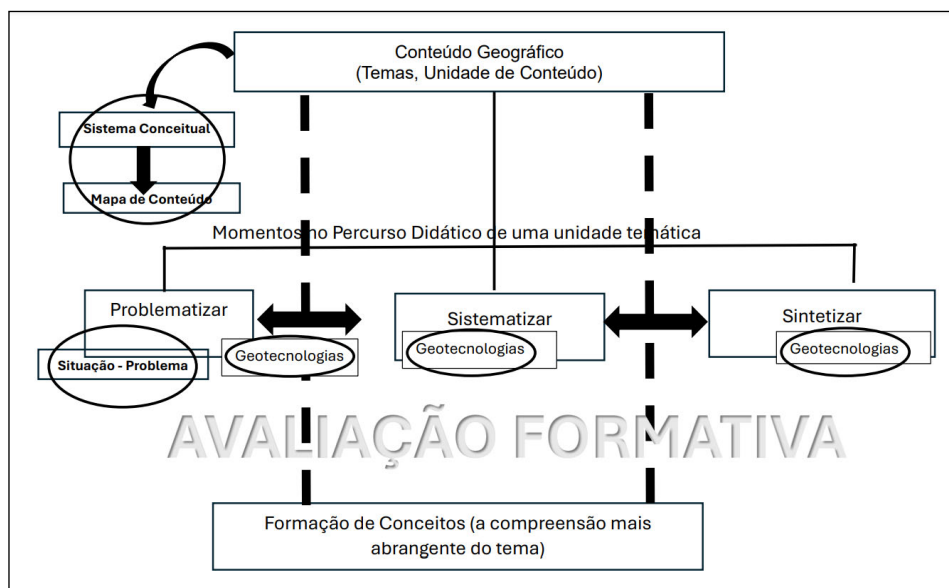 Conteúdo Geográfico
(Temas, Unidade de Conteúdo)
Sistema Conceitual
Mapa de Conteúdo
Momentos no Percurso Didático de uma unidade temática
Problematizar
Sistematizar
Sintetizar
Geotecnologias
Geotecnologias
Geotecnologias
Situação - Problema
AVALIAÇÃO FORMATIVA
Formação de Conceitos (a compreensão mais
abrangente do tema)